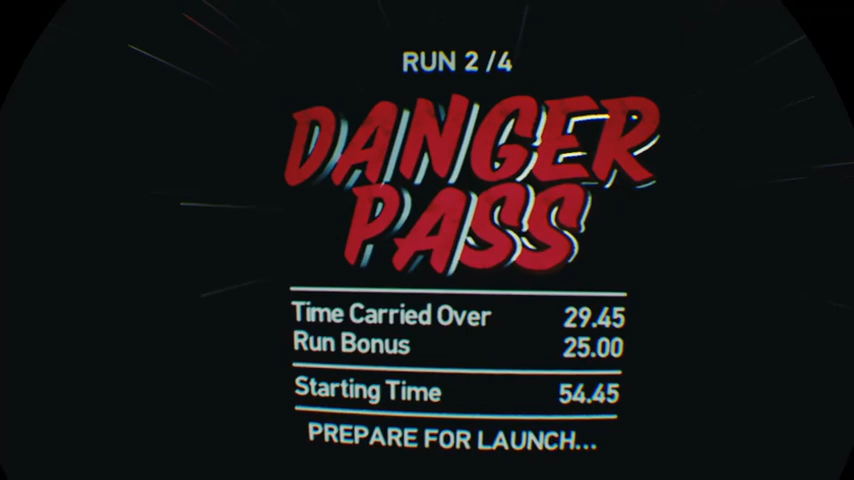 RUN 2/4
DANGER
PASS
Time Carried Over 29.45
Run Bonus 25.00
Starting Time 54.45
PREPARE FOR LAUNCH...